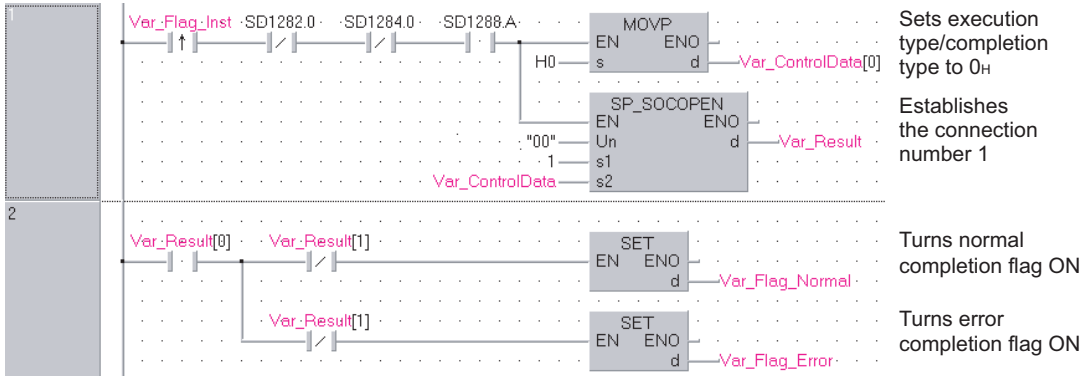 1
Var_Flag_Inst SD1282.0 SD1284.0 SD1288.A
MOVP
EN ENO
H0 s d Var_ControlData[0]
Sets execution
type/completion
type to 0H
SP_SOCOPEN
EN ENO
"00" Un d Var_Result
1 s1
Var_ControlData s2
Establishes
the connection
number 1
2
Var_Result[0] Var_Result[1]
SET
EN ENO
d Var_Flag_Normal
Turns normal
completion flag ON
Var_Result[1]
SET
EN ENO
d Var_Flag_Error
Turns error
completion flag ON